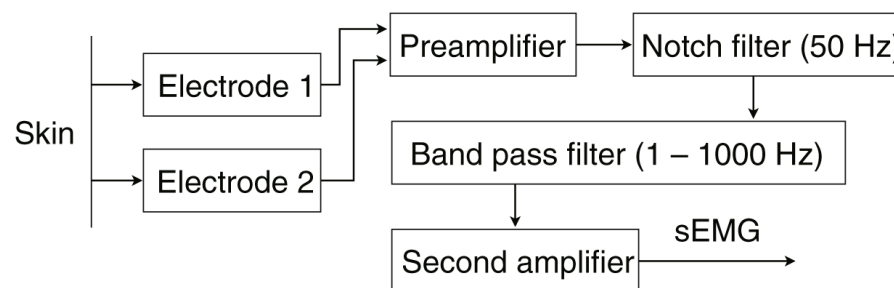 Preamplifier
Notch filter (50 Hz)
Electrode 1
Skin
Electrode 2
Band pass filter (1 – 1000 Hz)
sEMG
Second amplifier